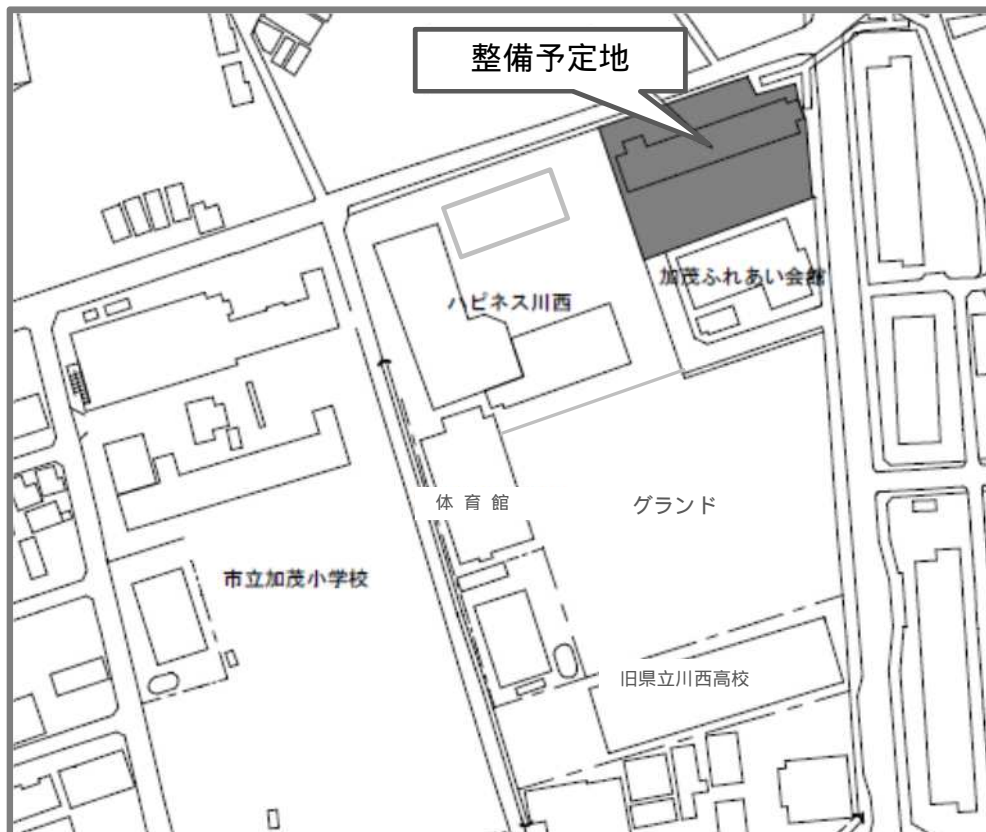 整備予定地
加茂ふれあい会館
ハピネス川西
体育館
グランド
市立加茂小学校
旧県立川西高校